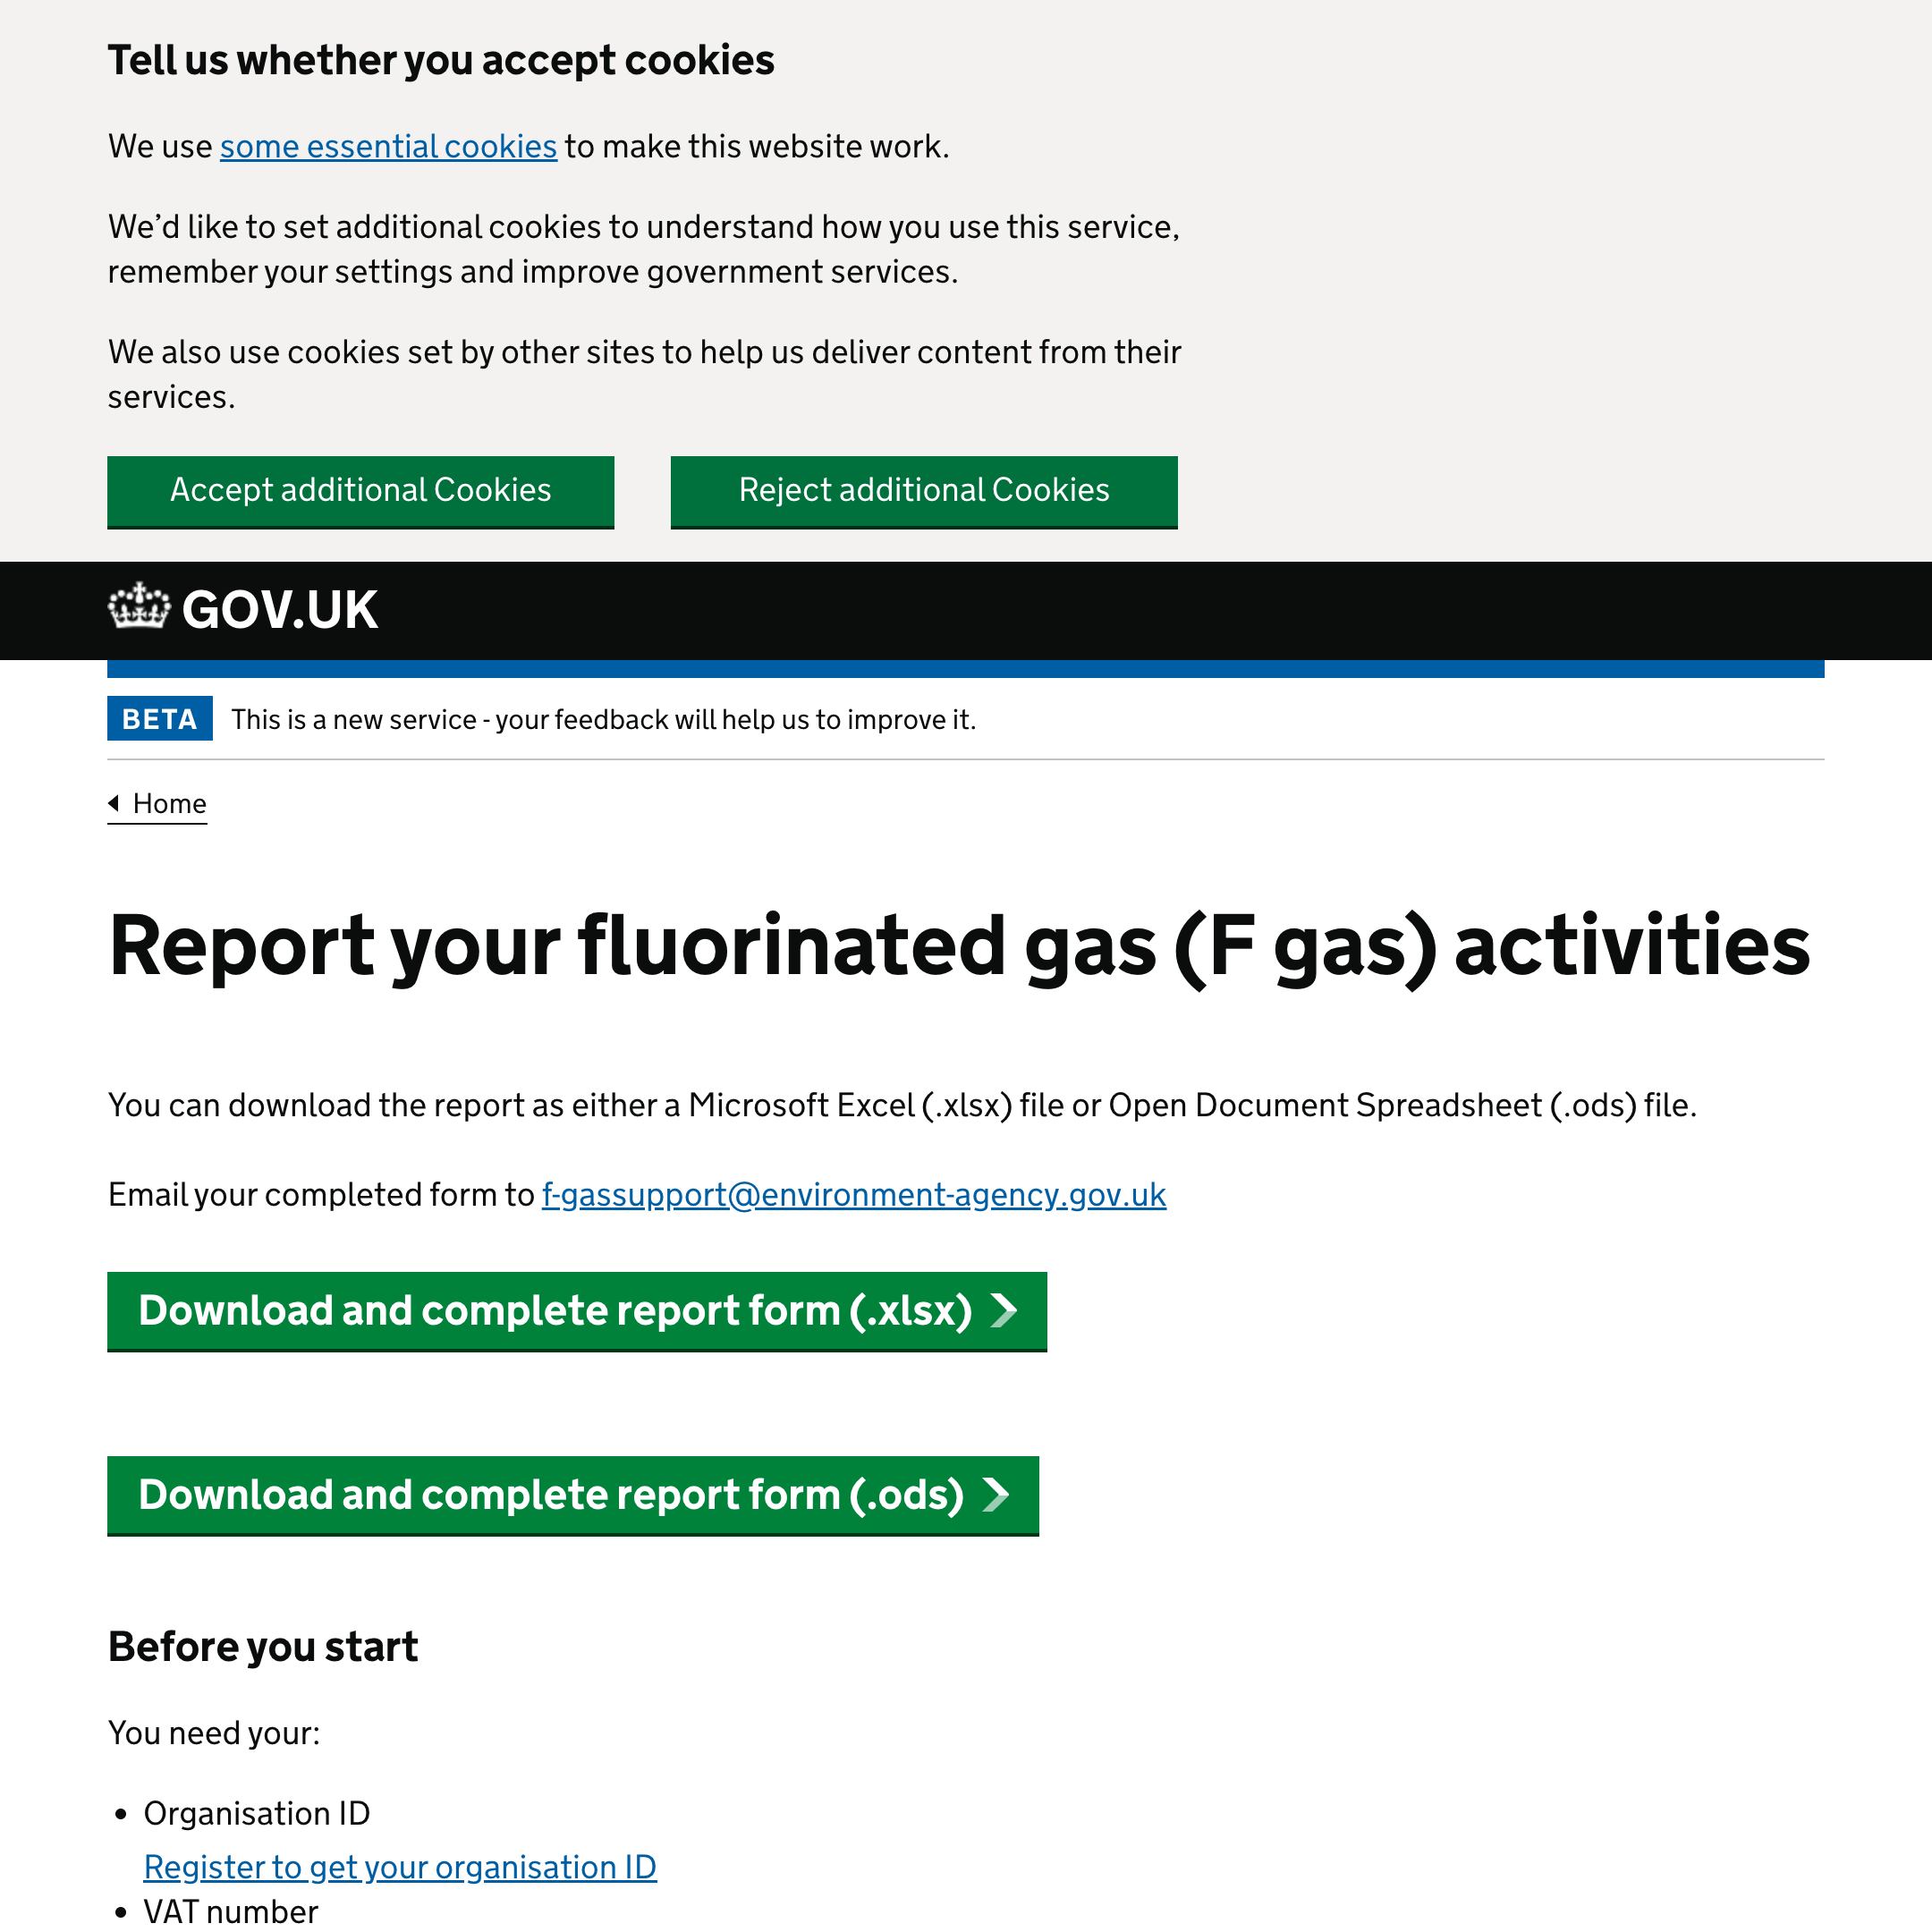 Tell us whether you accept cookies
We use some essential cookies to make this website work.
We’d like to set additional cookies to understand how you use this service,
remember your settings and improve government services.
We also use cookies set by other sites to help us deliver content from their
services.
Accept additional Cookies
Reject additional Cookies
GOV.UK
BETA This is a new service - your feedback will help us to improve it.
Home
Report your fluorinated gas (F gas) activities
You can download the report as either a Microsoft Excel (.xlsx) file or Open Document Spreadsheet (.ods) file.
Email your completed form to f-gassupport@environment-agency.gov.uk
Download and complete report form (.xlsx)
Download and complete report form (.ods)
Before you start
You need your:
• Organisation ID
Register to get your organisation ID
• VAT number